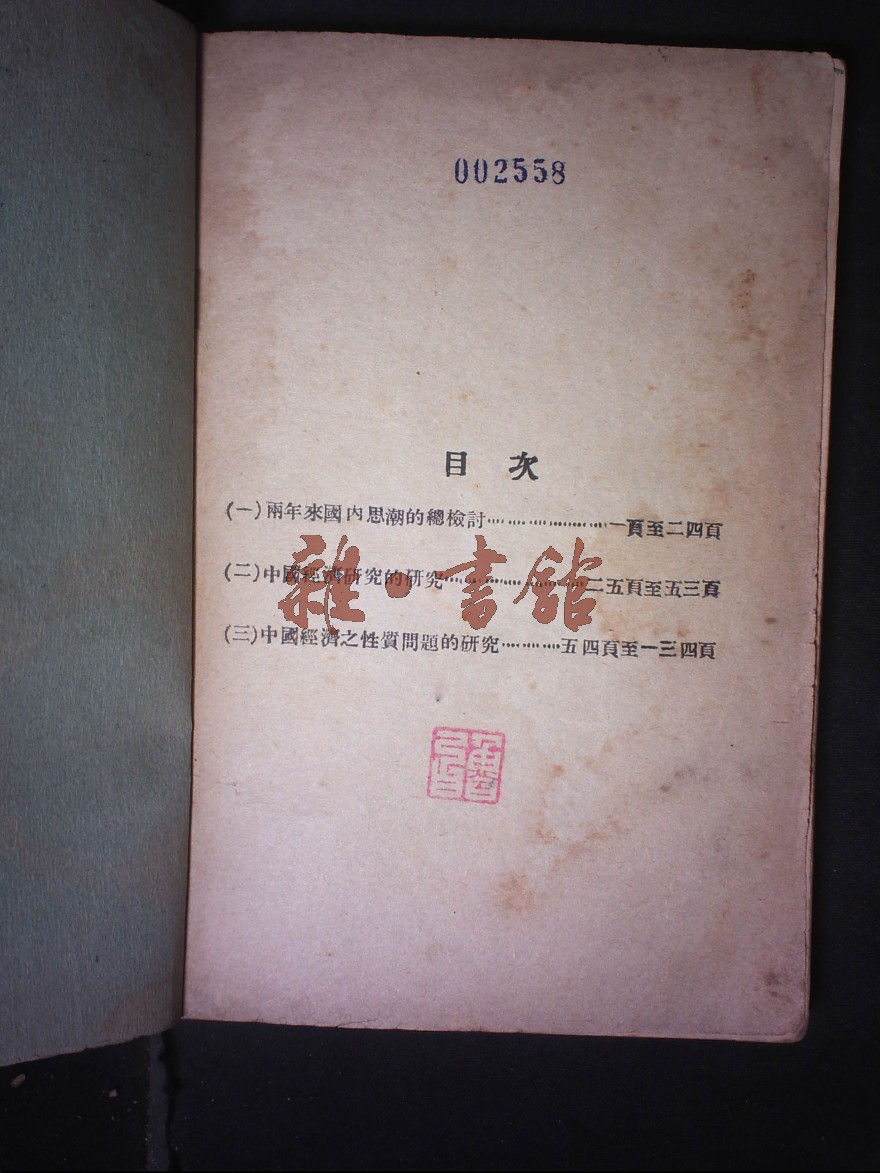 002558
目 次
(一)兩年來國內思潮的總檢討……………………一頁至二四頁
(二)中國經濟研究的研究……………………二五頁至五三頁
雜·書館
(三)中國經濟之性質問題的研究…………五四頁至一三四頁